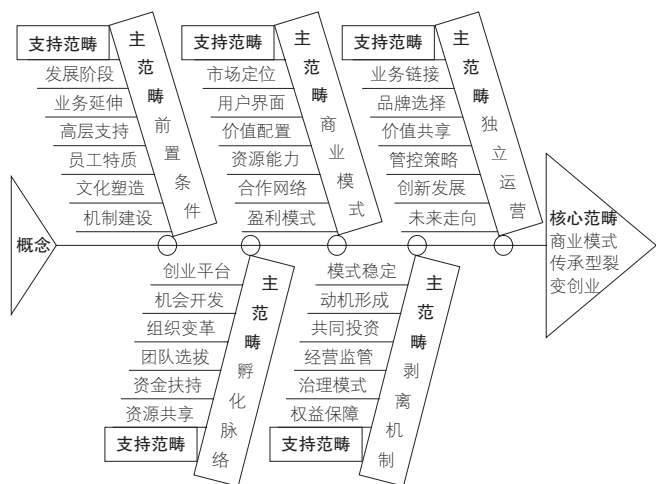 支持范畴
发展阶段
业务延伸
高层支持
员工特质
文化塑造
机制建设
主范畴前置条件
支持范畴
市场定位
用户界面
价值配置
资源能力
合作网络
盈利模式
主范畴商业模式
支持范畴
业务链接
品牌选择
价值共享
管控策略
创新发展
未来走向
主范畴独立运营
概念
核心范畴
商业模式
传承型裂
变创业
创业平台
机会开发
组织变革
团队选拔
资金扶持
资源共享
支持范畴
主范畴孵化脉络
模式稳定
动机形成
共同投资
经营监管
治理模式
权益保障
支持范畴
主范畴剥离机制